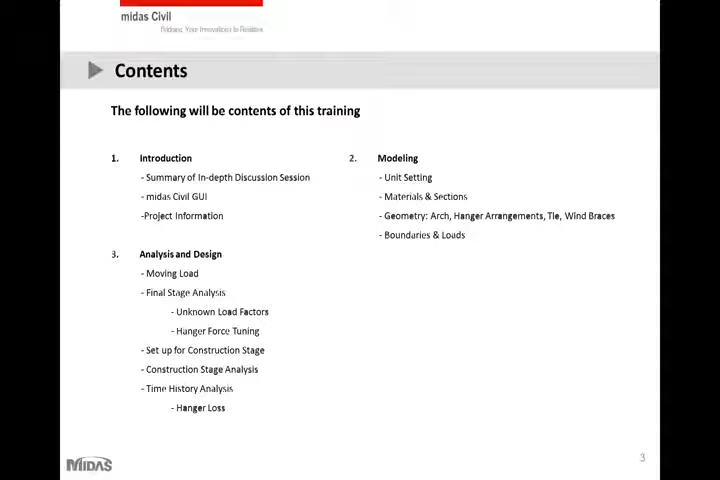 midas Civil
Bridging Your Innovations to Realities
Contents
The following will be contents of this training
1. Introduction
- Summary of In-depth Discussion Session
- midas Civil GUI
-Project Information
2. Modeling
- Unit Setting
- Materials & Sections
- Geometry: Arch, Hanger Arrangements, Tie, Wind Braces
- Boundaries & Loads
3. Analysis and Design
- Moving Load
- Final Stage Analysis
- Unknown Load Factors
- Hanger Force Tuning
- Set up for Construction Stage
- Construction Stage Analysis
- Time History Analysis
- Hanger Loss
MIDAS
3